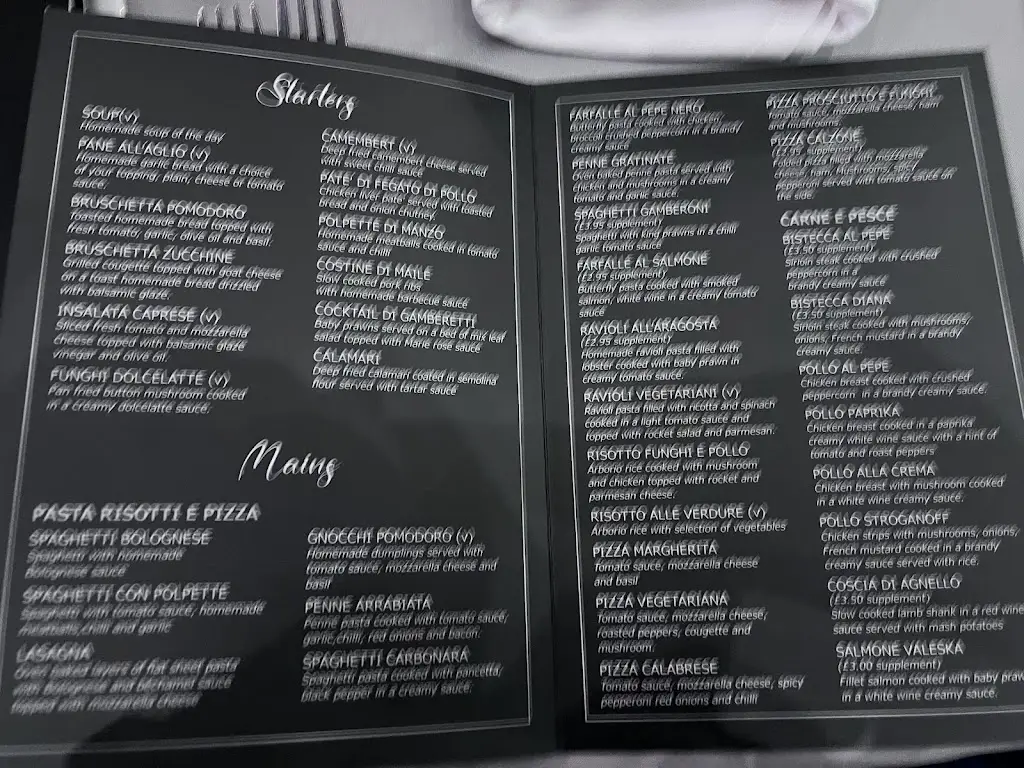 Starters
SOUP(v)
Homemade soup of the day
PANE ALL'AGLIO (v)
Homemade garlic bread with a choice
of your topping, plain, cheese or tomato
sauce.
BRUSCHETTA POMODORO
Toasted homemade bread topped with
fresh tomato, garlic, olive oil and basil.
BRUSCHETTA ZUCCHINE
Grilled cougette topped with goat cheese
on a toast homemade bread drizzled
with balsamic glaze.
INSALATA CAPRESE (v)
Sliced fresh tomato and mozzarella
cheese topped with balsamic glaze
vinegar and olive oil.
FUNGHI DOLCELATTE (v)
Pan fried button mushroom cooked
in a creamy dolcelatte sauce.
CAMEMBERT (v)
Deep fried camembert cheese served
with sweet chilli sauce
PATE' DI FEGATO DI POLLO
Chicken liver pate' served with toasted
bread and onion chutney.
POLPETTE DI MANZO
Homemade meatballs cooked in tomato
sauce and chilli
COSTINE DI MAILE
Slow cooked pork ribs
with homemade barbecue sauce
COCKTAIL DI GAMBERETTI
Baby prawns served on a bed of mix leaf
salad topped with Marie rose sauce
CALAMARI
Deep fried calamari coated in semolina
flour served with tartar sauce
Mains
PASTA RISOTTI E PIZZA
SPAGHETTI BOLOGNESE
Spaghetti with homemade
Bolognese sauce
SPAGHETTI CON POLPETTE
Spaghetti with tomato sauce, homemade
meatballs,chilli and garlic
LASAGNA
Oven baked layers of flat sheet pasta
with Bolognese and béchamed sauce
topped with mozzarella cheese
GNOCCHI POMODORO (v)
Homemade dumplings served with
tomato sauce, mozzarella cheese and
basil
PENNE ARRABIATA
Penne pasta cooked with tomato sauce,
garlic,chilli, red onions and bacon.
SPAGHETTI CARBONARA
Spaghetti pasta cooked with pancetta,
black pepper in a creamy sauce.
FARFALLE AL PEPE NERO
Butterfly pasta cooked with chicken,
crushed peppercorn in a brandy
creamy sauce
PENNE GRATINATE
Oven baked penne pasta served with
chicken and mushrooms in a creamy
tomato and garlic sauce
SPAGHETTI GAMBERONI
(£3.95 supplement)
Spaghetti with king prawns in a chilli
garlic tomato sauce
FARFALLE AL SALMONE
(£2.95 supplement)
Butterfly pasta cooked with smoked
salmon, white wine in a creamy tomato
sauce
RAVIOLI ALL'ARAGOSTA
(£2.95 supplement)
Homemade ravioli pasta filled with
lobster cooked with baby prawn in
creamy tomato sauce.
RAVIOLI VEGETARIANI (v)
Ravioli pasta filled with ricotta and spinach
cooked in a light tomato sauce and
topped with rocket salad and parmesan.
RISOTTO FUNGHI E POLLO
Arborio rice cooked with mushroom
and chicken topped with rocket and
parmesan cheese.
RISOTTO ALLE VERDURE (v)
Arborio rice with selection of vegetables
PIZZA MARGHERITA
Tomato sauce, mozzarella cheese
and basil
PIZZA VEGETARIANA
Tomato sauce, mozzarella cheese,
roasted peppers, cougette and
mushroom.
PIZZA CALABRESE
Tomato sauce, mozzarella cheese, spicy
pepperoni red onions and chilli
PIZZA PROSCIUTTO E FUNGHI
Tomato sauce, mozzarella cheese, ham
and mushrooms
PIZZA CALZONE
Folded pizza filled with mozzarella
cheese, ham, Mushrooms, spicy
pepperoni served with tomato sauce on
the side.
CARNE E PESCE
BISTECCA AL PEPE
(£3.50 supplement)
Sirloin steak cooked with crushed
peppercorn in a
brandy creamy sauce
BISTECCA DIANA
(£3.50 supplement)
Sirloin steak cooked with mushrooms,
onions, French mustard in a brandy
creamy sauce.
POLLO AL PEPE
Chicken breast cooked with crushed
peppercorn in a brandy creamy sauce.
POLLO PAPRIKA
Chicken breast cooked in a paprika
creamy white wine sauce with a hint of
tomato and roast peppers
POLLO ALLA CREMA
Chicken breast with mushroom cooked
in a white wine creamy sauce.
POLLO STROGANOFF
Chicken strips with mushrooms, onions,
French mustard cooked in a brandy
creamy sauce served with rice.
COSCIA DI AGNELLO
(£3.50 supplement)
Slow cooked lamb shank in a red wine
sauce served with mash potatoes
SALMONE VALESKA
(£3.00 supplement)
Fillet salmon cooked with baby praw
in a white wine creamy sauce.